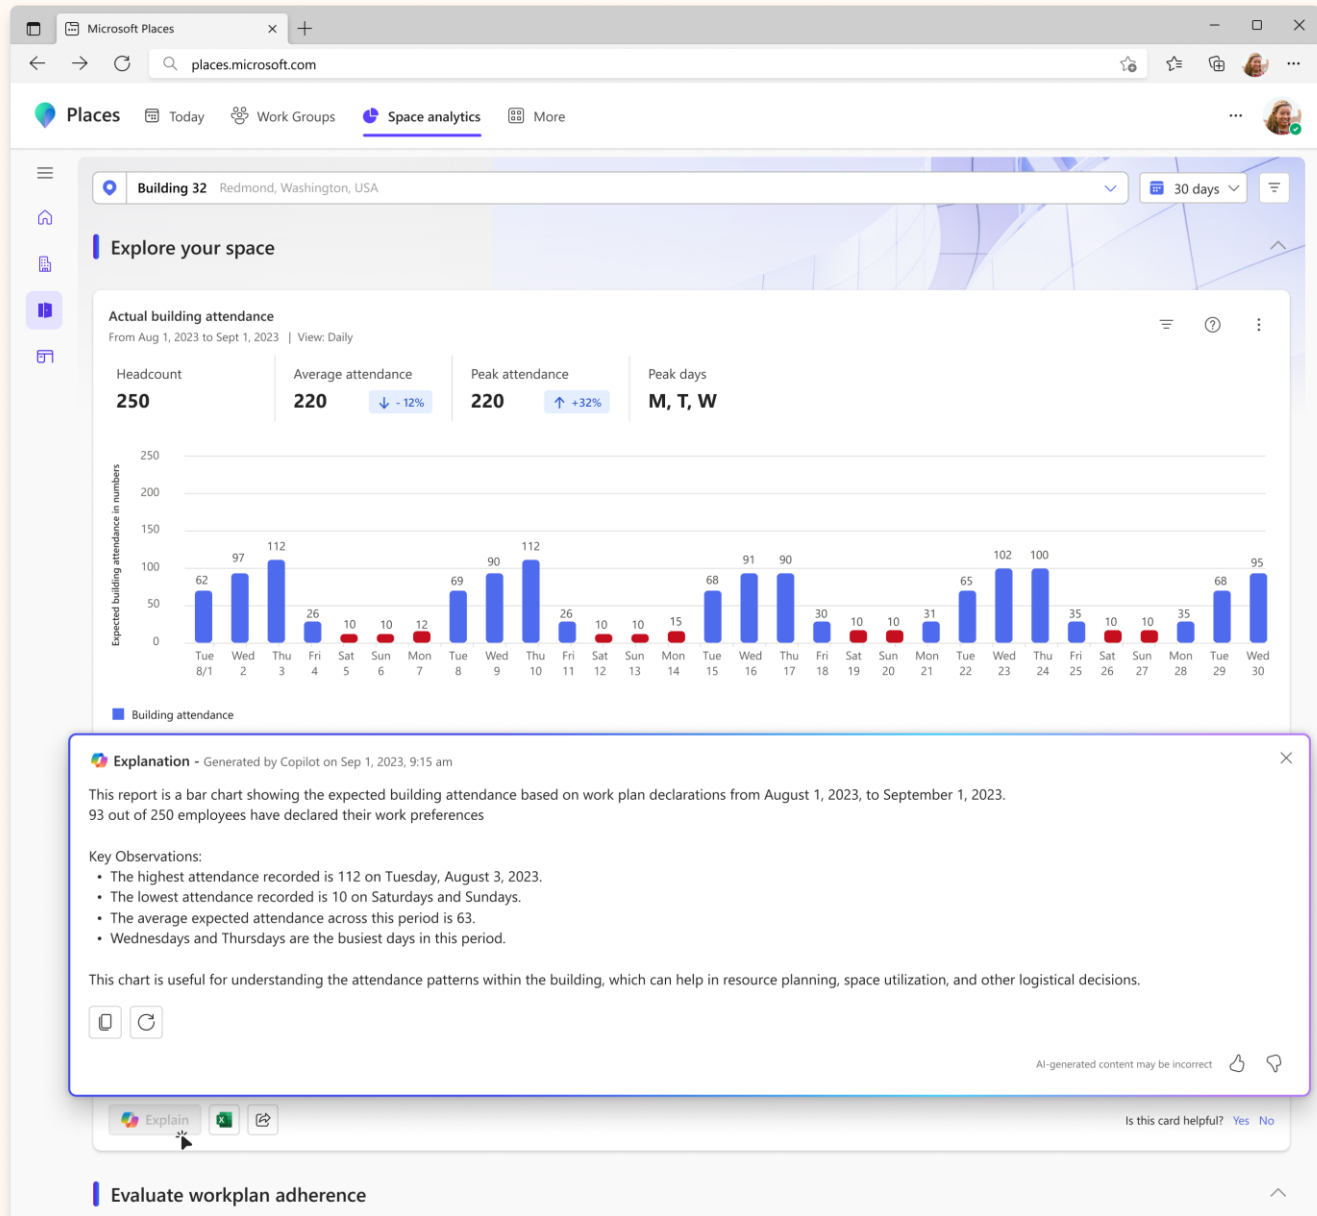 Microsoft Places
places.microsoft.com
Places Today Work Groups Space analytics More
Building 32 Redmond, Washington, USA 30 days
Explore your space
Actual building attendance
From Aug 1, 2023 to Sept 1, 2023 | View: Daily
Headcount Average attendance Peak attendance Peak days
250 220 - 12% 220 +32% M, T, W
Expected building attendance in numbers
250
200
150
100
50
0
62 97 112 26 10 10 12 69 90 112 26 10 10 15 68 91 90 30 10 10 31 65 102 100 35 10 10 35 68 95
Tue Wed Thu Fri Sat Sun Mon Tue Wed Thu Fri Sat Sun Mon Tue Wed Thu Fri Sat Sun Mon Tue Wed Thu Fri Sat Sun Mon Tue Wed
8/1 2 3 4 5 6 7 8 9 10 11 12 13 14 15 16 17 18 19 20 21 22 23 24 25 26 27 28 29 30
Building attendance
Explanation - Generated by Copilot on Sep 1, 2023, 9:15 am
This report is a bar chart showing the expected building attendance based on work plan declarations from August 1, 2023, to September 1, 2023.
93 out of 250 employees have declared their work preferences
Key Observations:
• The highest attendance recorded is 112 on Tuesday, August 3, 2023.
• The lowest attendance recorded is 10 on Saturdays and Sundays.
• The average expected attendance across this period is 63.
• Wednesdays and Thursdays are the busiest days in this period.
This chart is useful for understanding the attendance patterns within the building, which can help in resource planning, space utilization, and other logistical decisions.
AI-generated content may be incorrect
Explain
Is this card helpful? Yes No
Evaluate workplan adherence